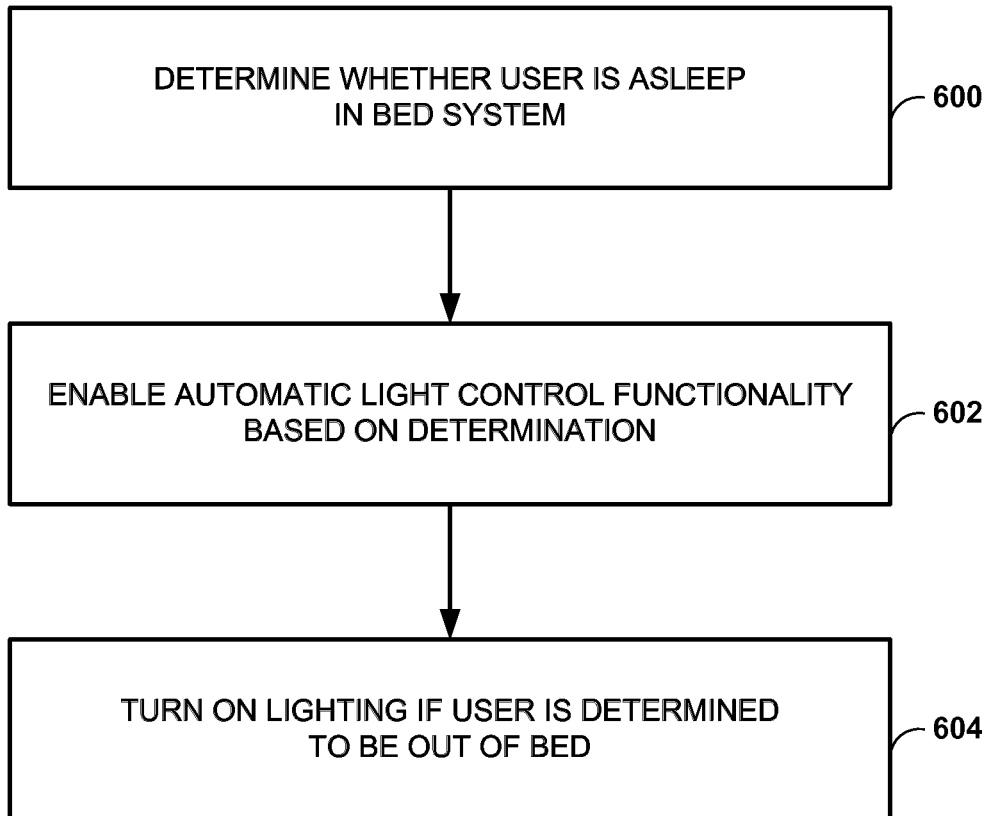 DETERMINE WHETHER USER IS ASLEEP
IN BED SYSTEM
600
ENABLE AUTOMATIC LIGHT CONTROL FUNCTIONALITY
BASED ON DETERMINATION
602
TURN ON LIGHTING IF USER IS DETERMINED
TO BE OUT OF BED
604